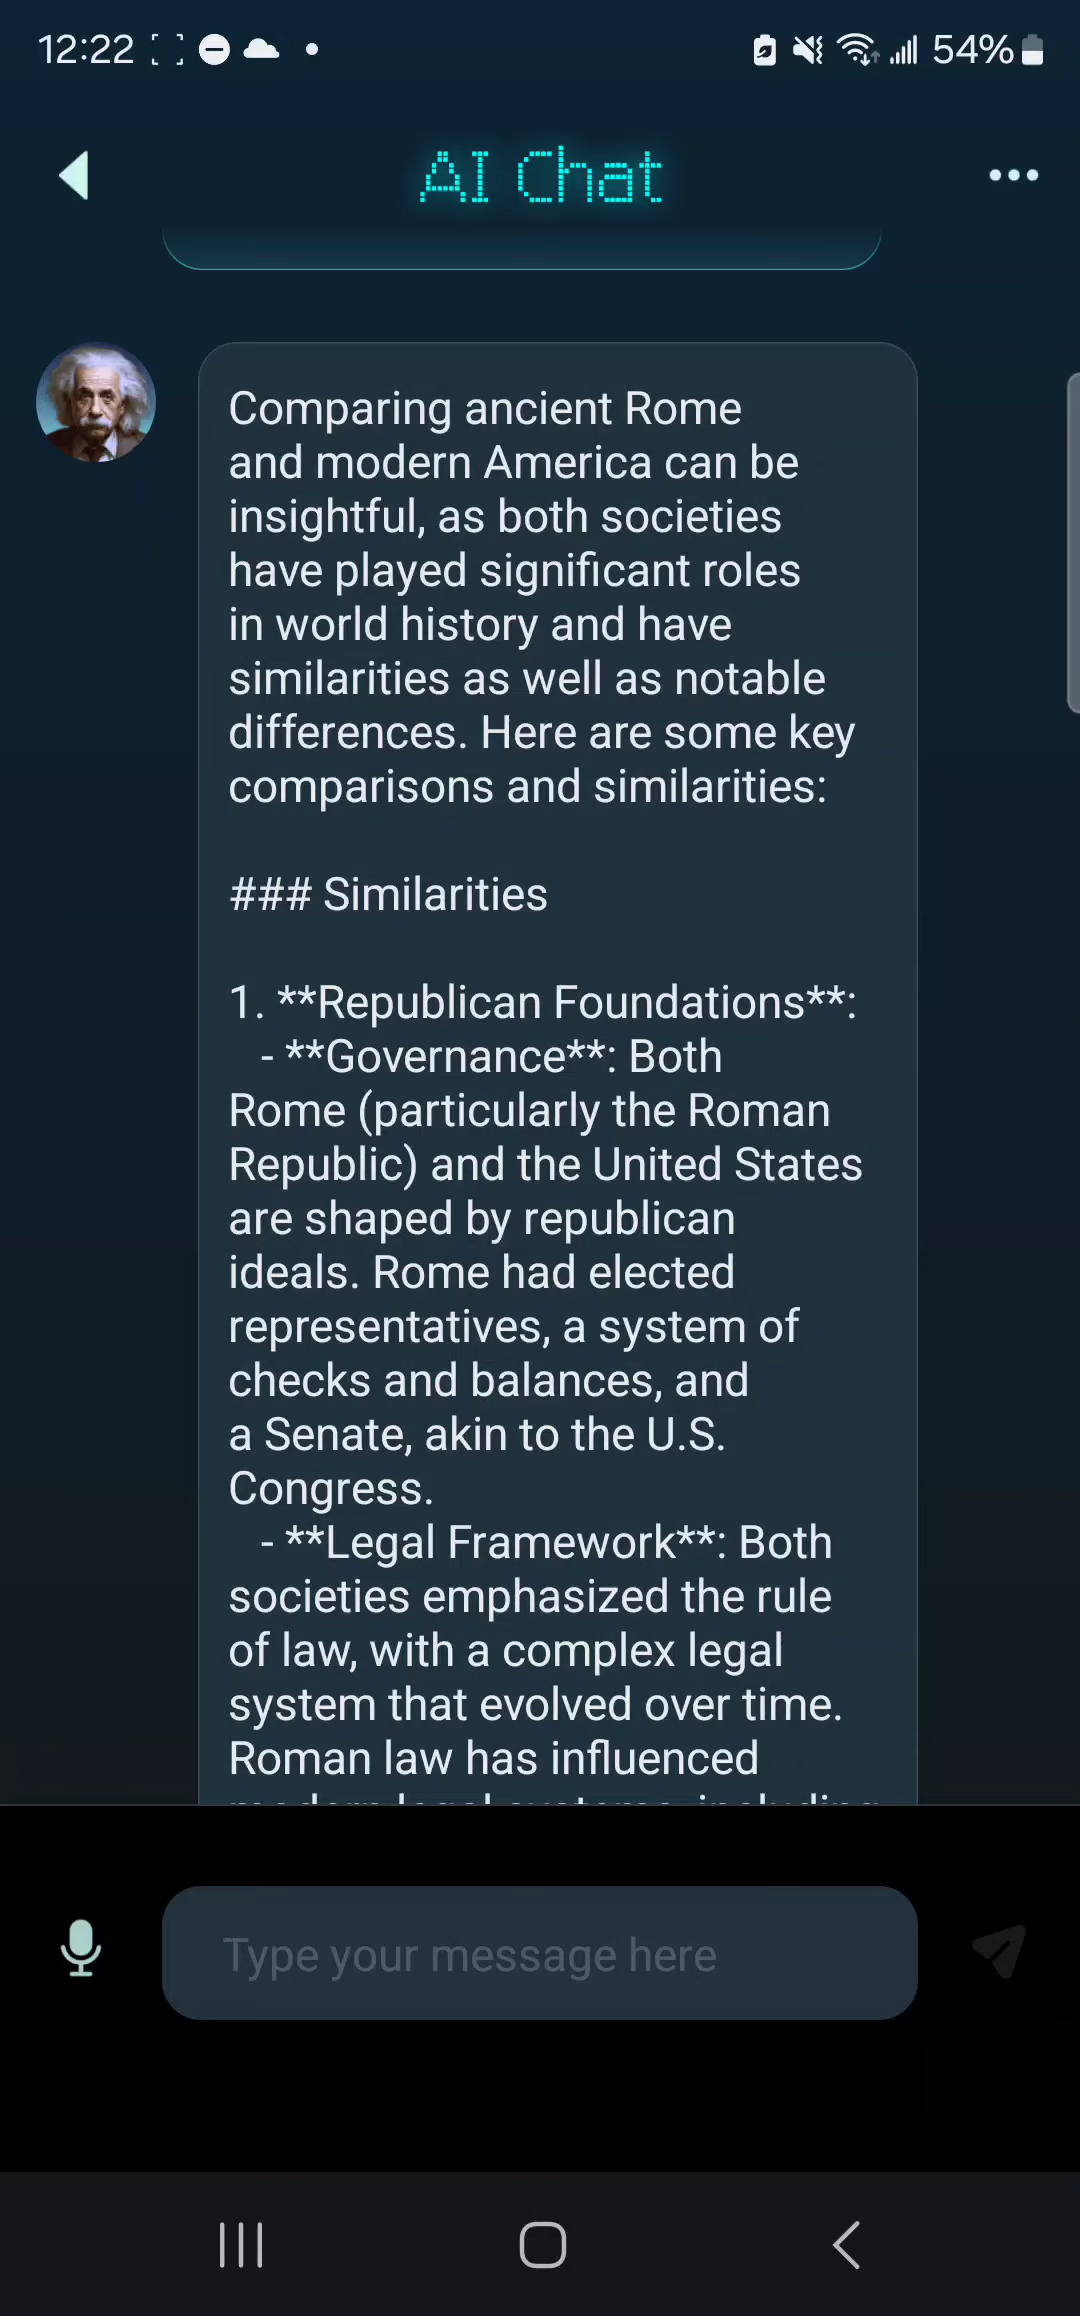 12:22
54%
AI Chat
Comparing ancient Rome
and modern America can be
insightful, as both societies
have played significant roles
in world history and have
similarities as well as notable
differences. Here are some key
comparisons and similarities:
### Similarities
1. **Republican Foundations**:
- **Governance**: Both
Rome (particularly the Roman
Republic) and the United States
are shaped by republican
ideals. Rome had elected
representatives, a system of
checks and balances, and
a Senate, akin to the U.S.
Congress.
- **Legal Framework**: Both
societies emphasized the rule
of law, with a complex legal
system that evolved over time.
Roman law has influenced
Type your message here